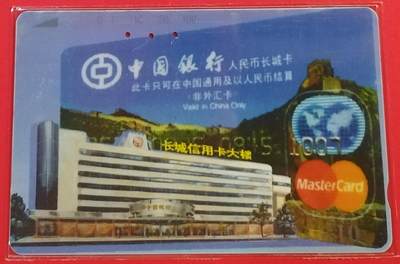 中国银行 人民币长城卡
此卡只可在中国通用及以人民币结算
非外汇卡
Valid in China Only
长城信用卡大楼
MasterCard